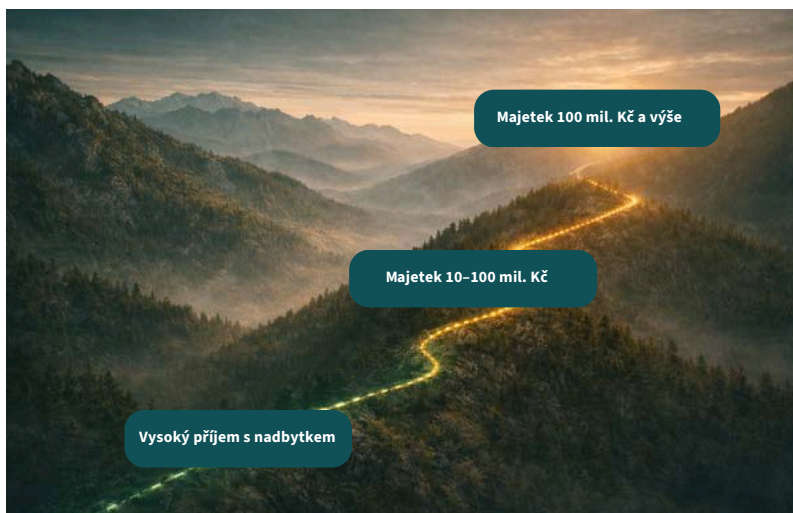 Majetek 100 mil. Kč a výše
Majetek 10–100 mil. Kč
Vysoký příjem s nadbytkem